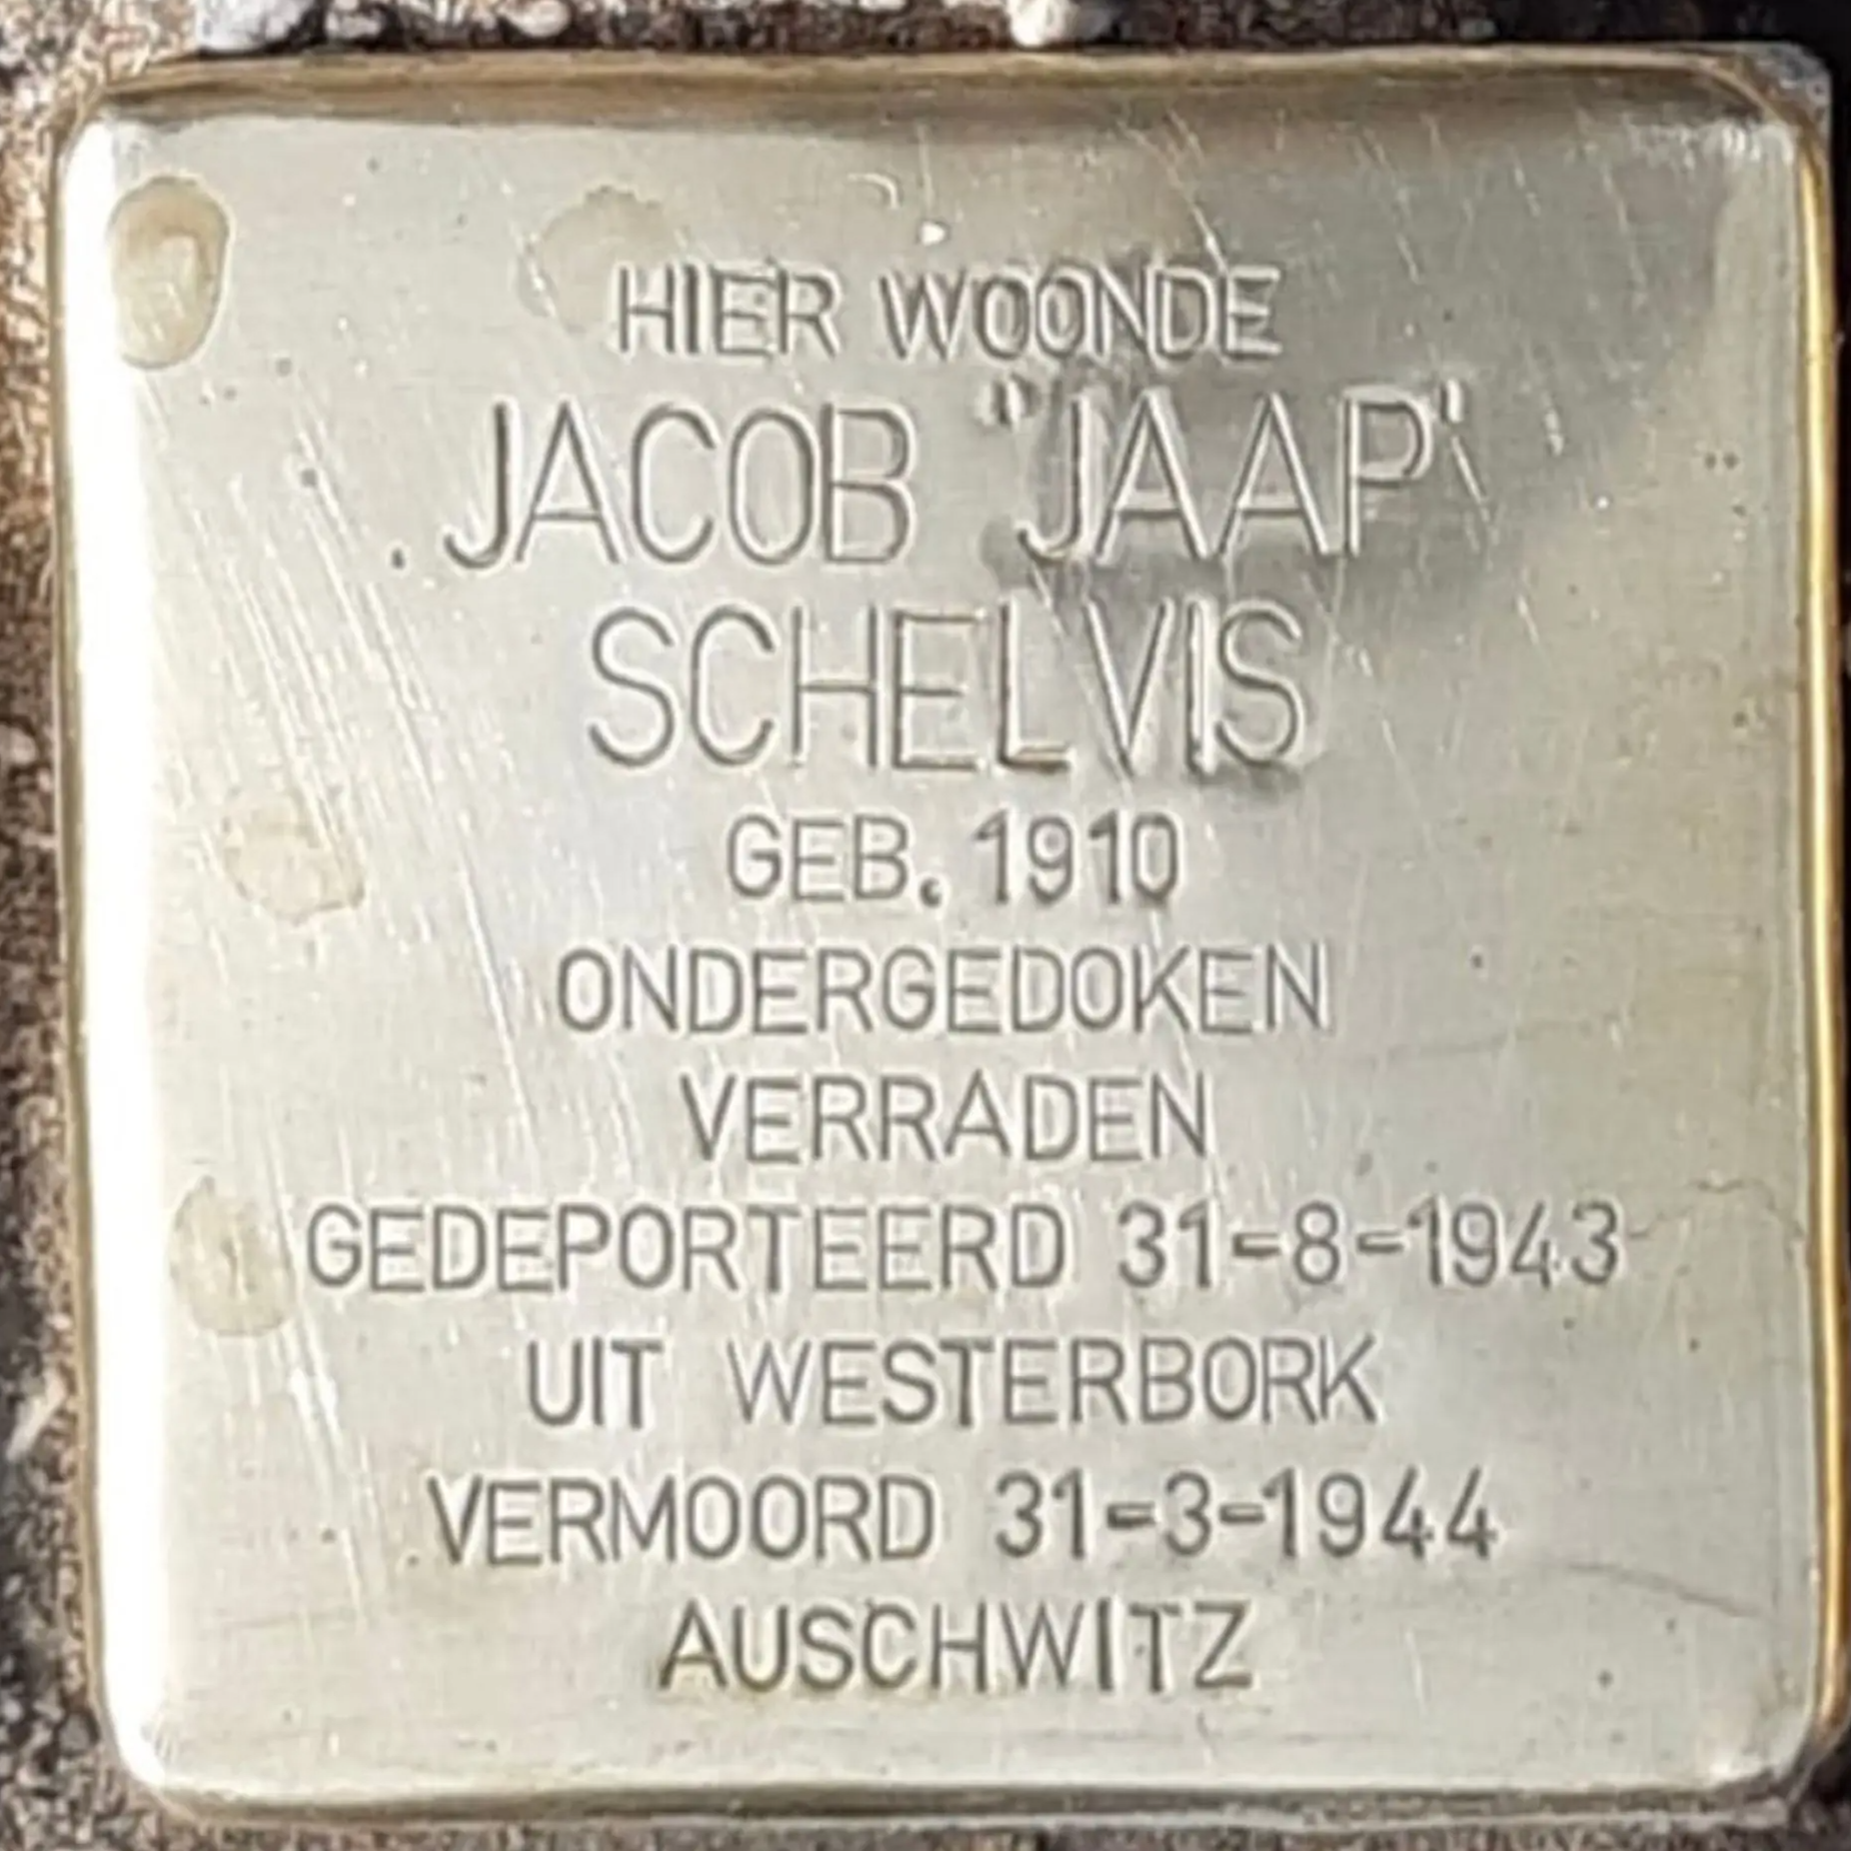 HIER WOONDE
JACOB "JAAP"
SCHELVIS
GEB. 1910
ONDERGEDOKEN
VERRADEN
GEDEPORTEERD 31-8-1943
UIT WESTERBORK
VERMOORD 31-3-1944
AUSCHWITZ